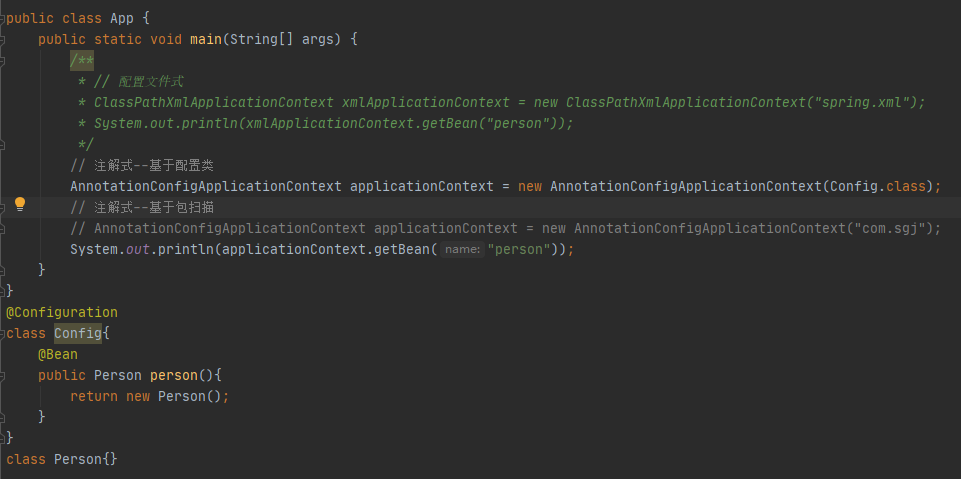 public class App {
    public static void main(String[] args) {
        /**
         * // 配置文件式
         * ClassPathXmlApplicationContext xmlApplicationContext = new ClassPathXmlApplicationContext("spring.xml");
         * System.out.println(xmlApplicationContext.getBean("person"));
         */
        // 注解式--基于配置类
        AnnotationConfigApplicationContext applicationContext = new AnnotationConfigApplicationContext(Config.class);
        // 注解式--基于包扫描
        // AnnotationConfigApplicationContext applicationContext = new AnnotationConfigApplicationContext("com.sgj");
        System.out.println(applicationContext.getBean( name: "person"));
    }
}
@Configuration
class Config{
    @Bean
    public Person person(){
        return new Person();
    }
}
class Person{}